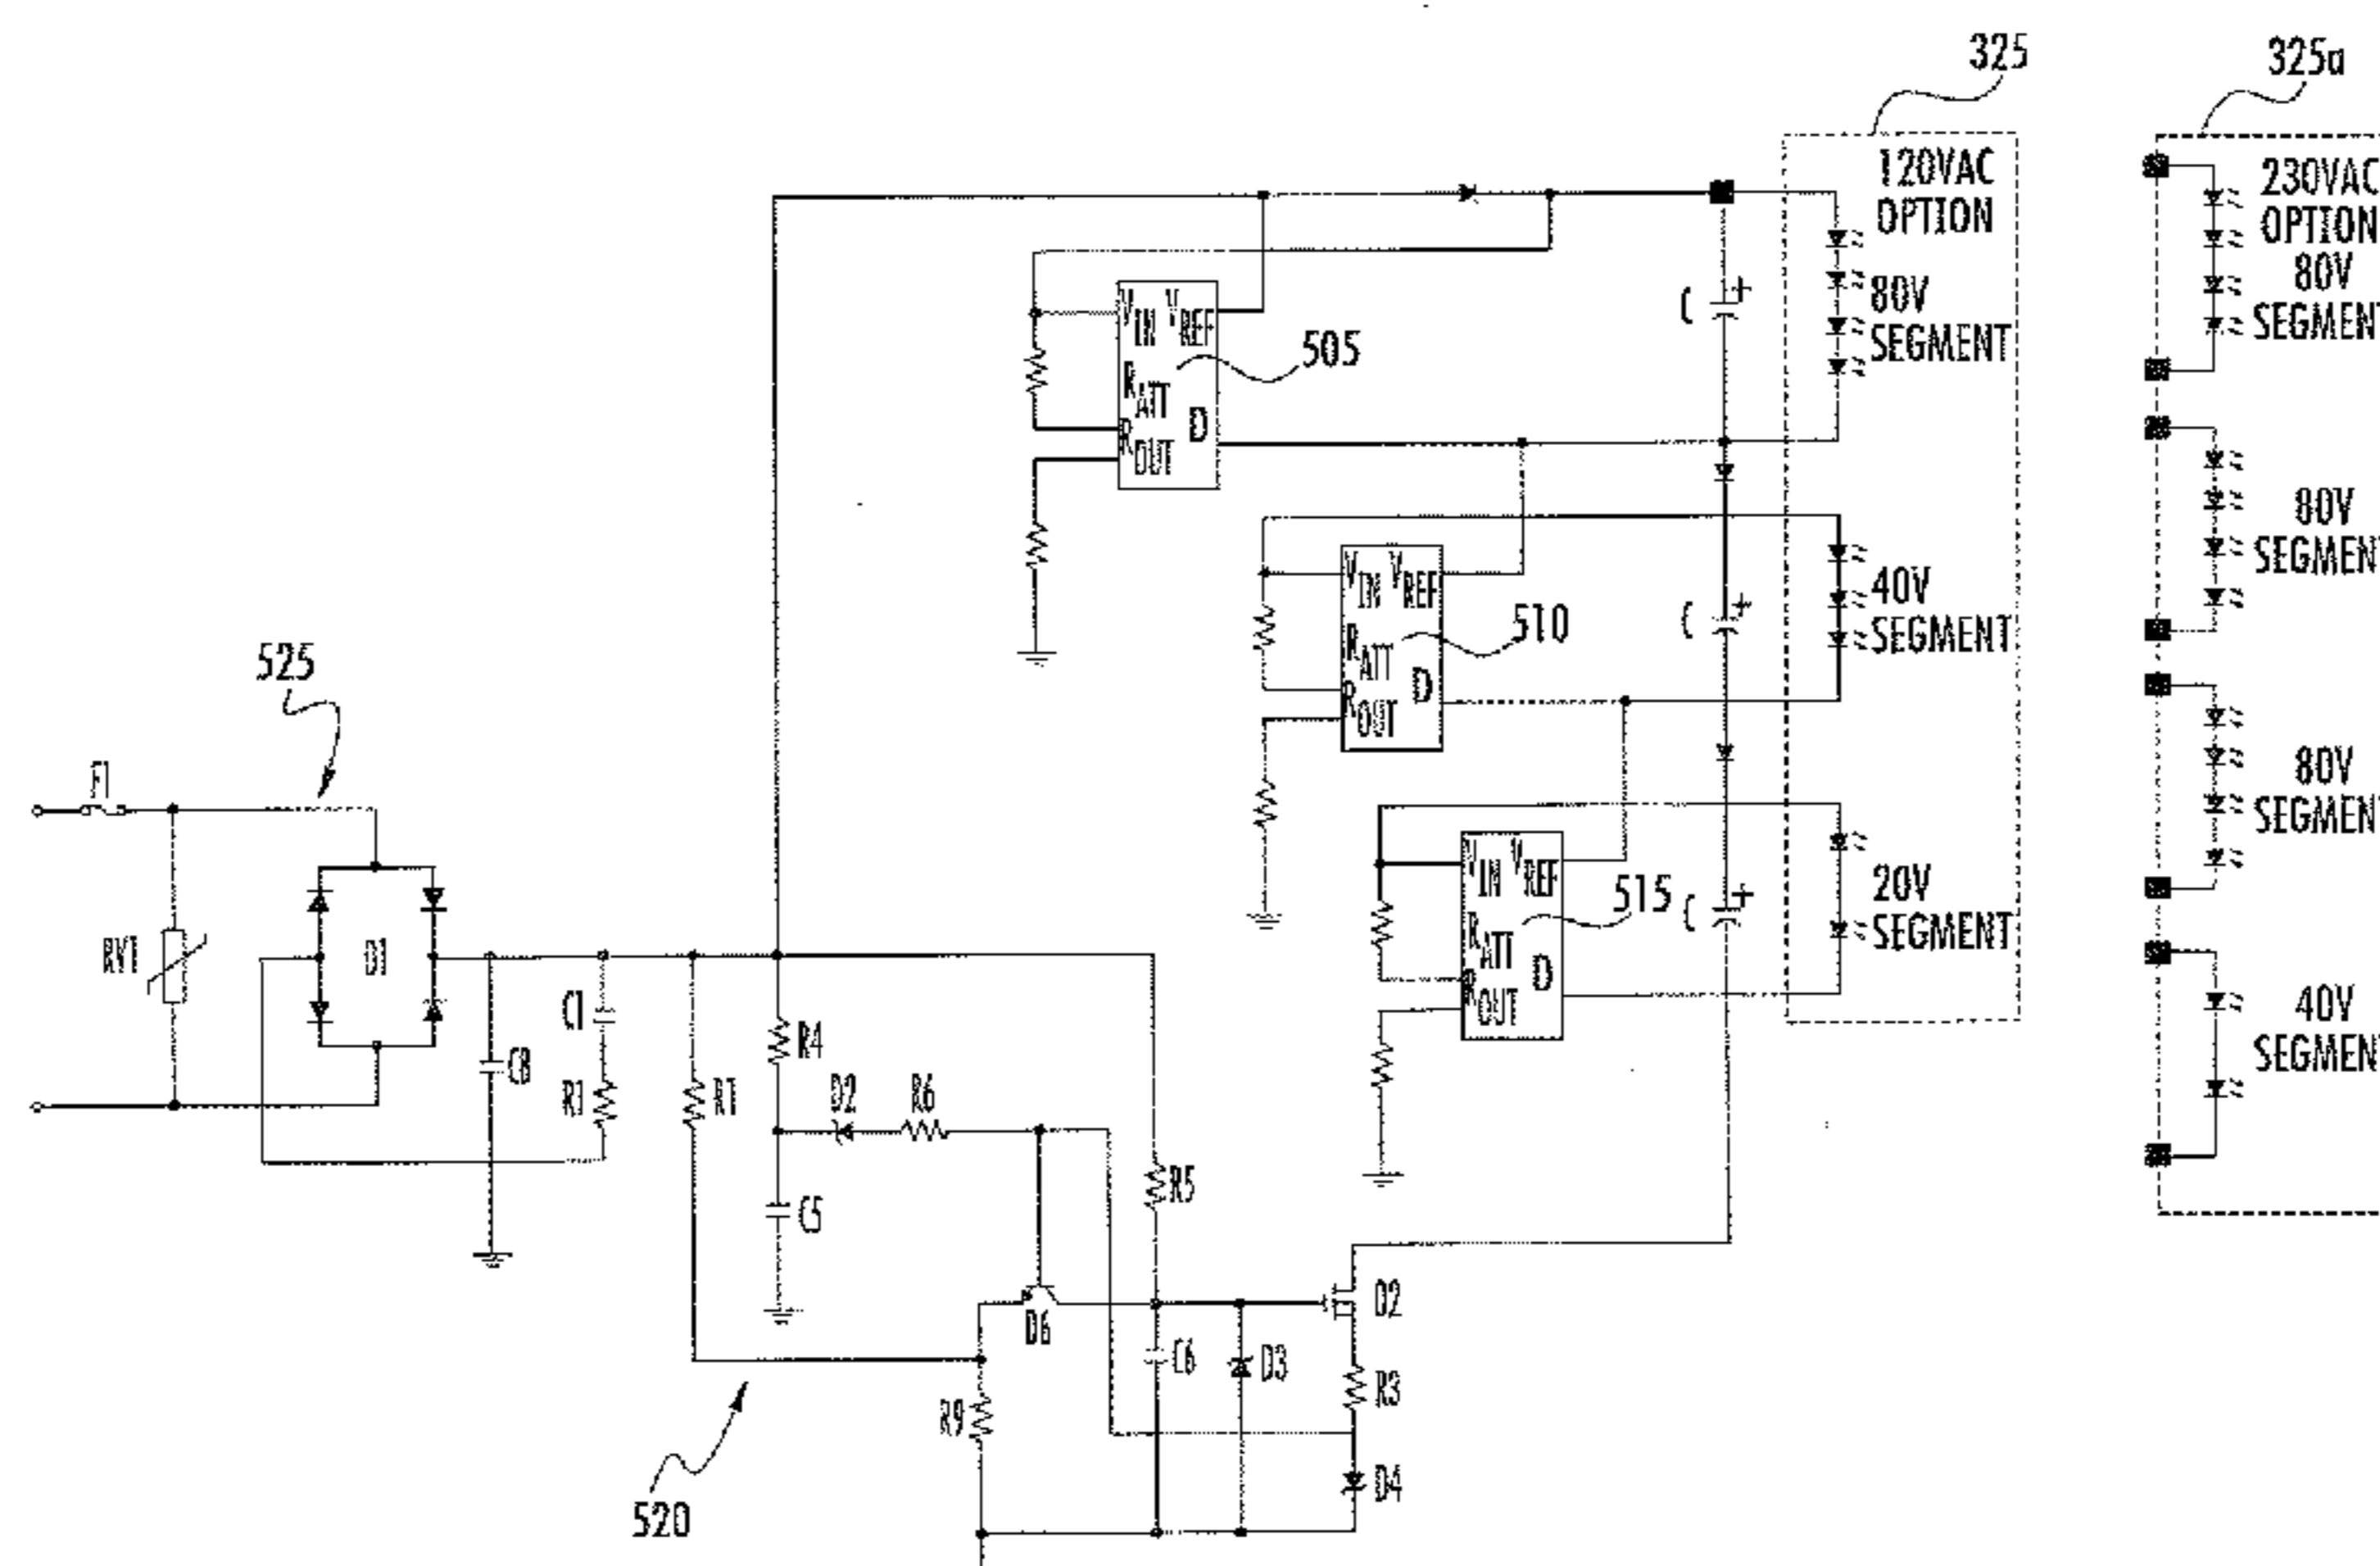 325
325a
120VAC
OPTION
80V
SEGMENT
40V
SEGMENT
20V
SEGMENT
230VAC
OPTION
80V
SEGMENT
80V
SEGMENT
80V
SEGMENT
40V
SEGMENT
VIN VREF
RATT
D
ROUT
505
VIN VREF
RATT
D
ROUT
510
VIN VREF
RATT
D
ROUT
515
C +
C +
C +
525
F1
RV1
D1
C8
C1
R1
R4
D2
R6
C5
R5
D6
C6
D3
D2
R3
R9
D4
520